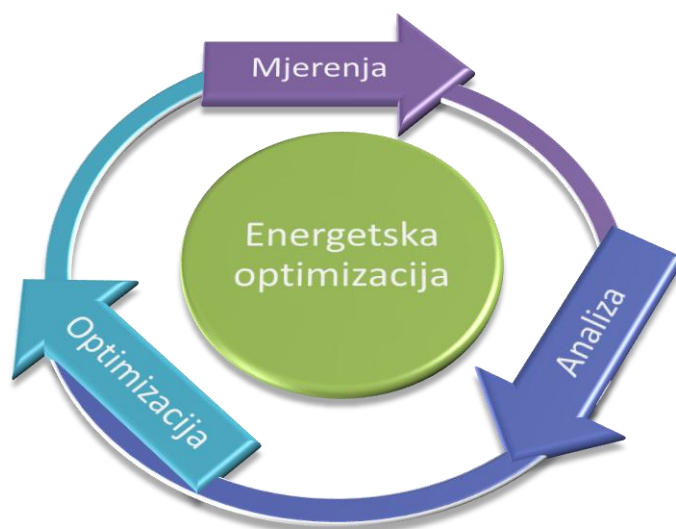 Mjerenja
Energetska
optimizacija
Analiza
Optimizacija